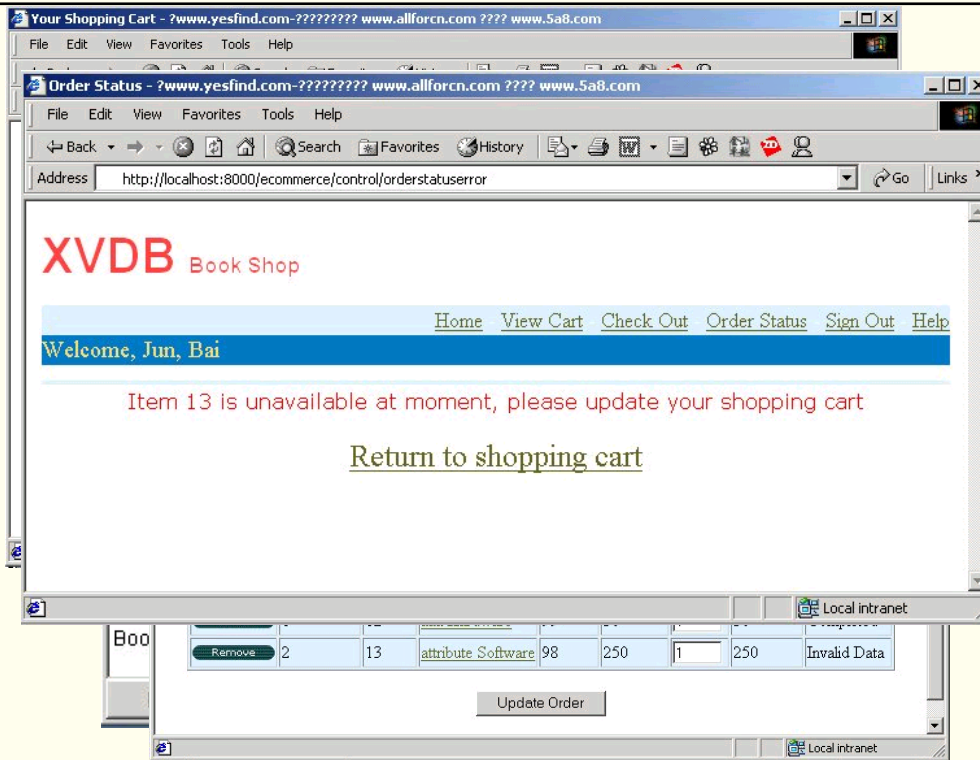 Your Shopping Cart - ?www.yesfind.com-????????? www.allforcn.com ???? www.5a8.com
File Edit View Favorites Tools Help
Order Status - ?www.yesfind.com-????????? www.allforcn.com ???? www.5a8.com
File Edit View Favorites Tools Help
Back Search Favorites History
Address http://localhost:8000/ecommerce/control/orderstatuserror Go Links
XVDB Book Shop
Home View Cart Check Out Order Status Sign Out Help
Welcome, Jun, Bai
Item 13 is unavailable at moment, please update your shopping cart
Return to shopping cart
Local intranet
Boo
Remove 2 13 attribute Software 98 250 1 250 Invalid Data
Update Order
Local intranet